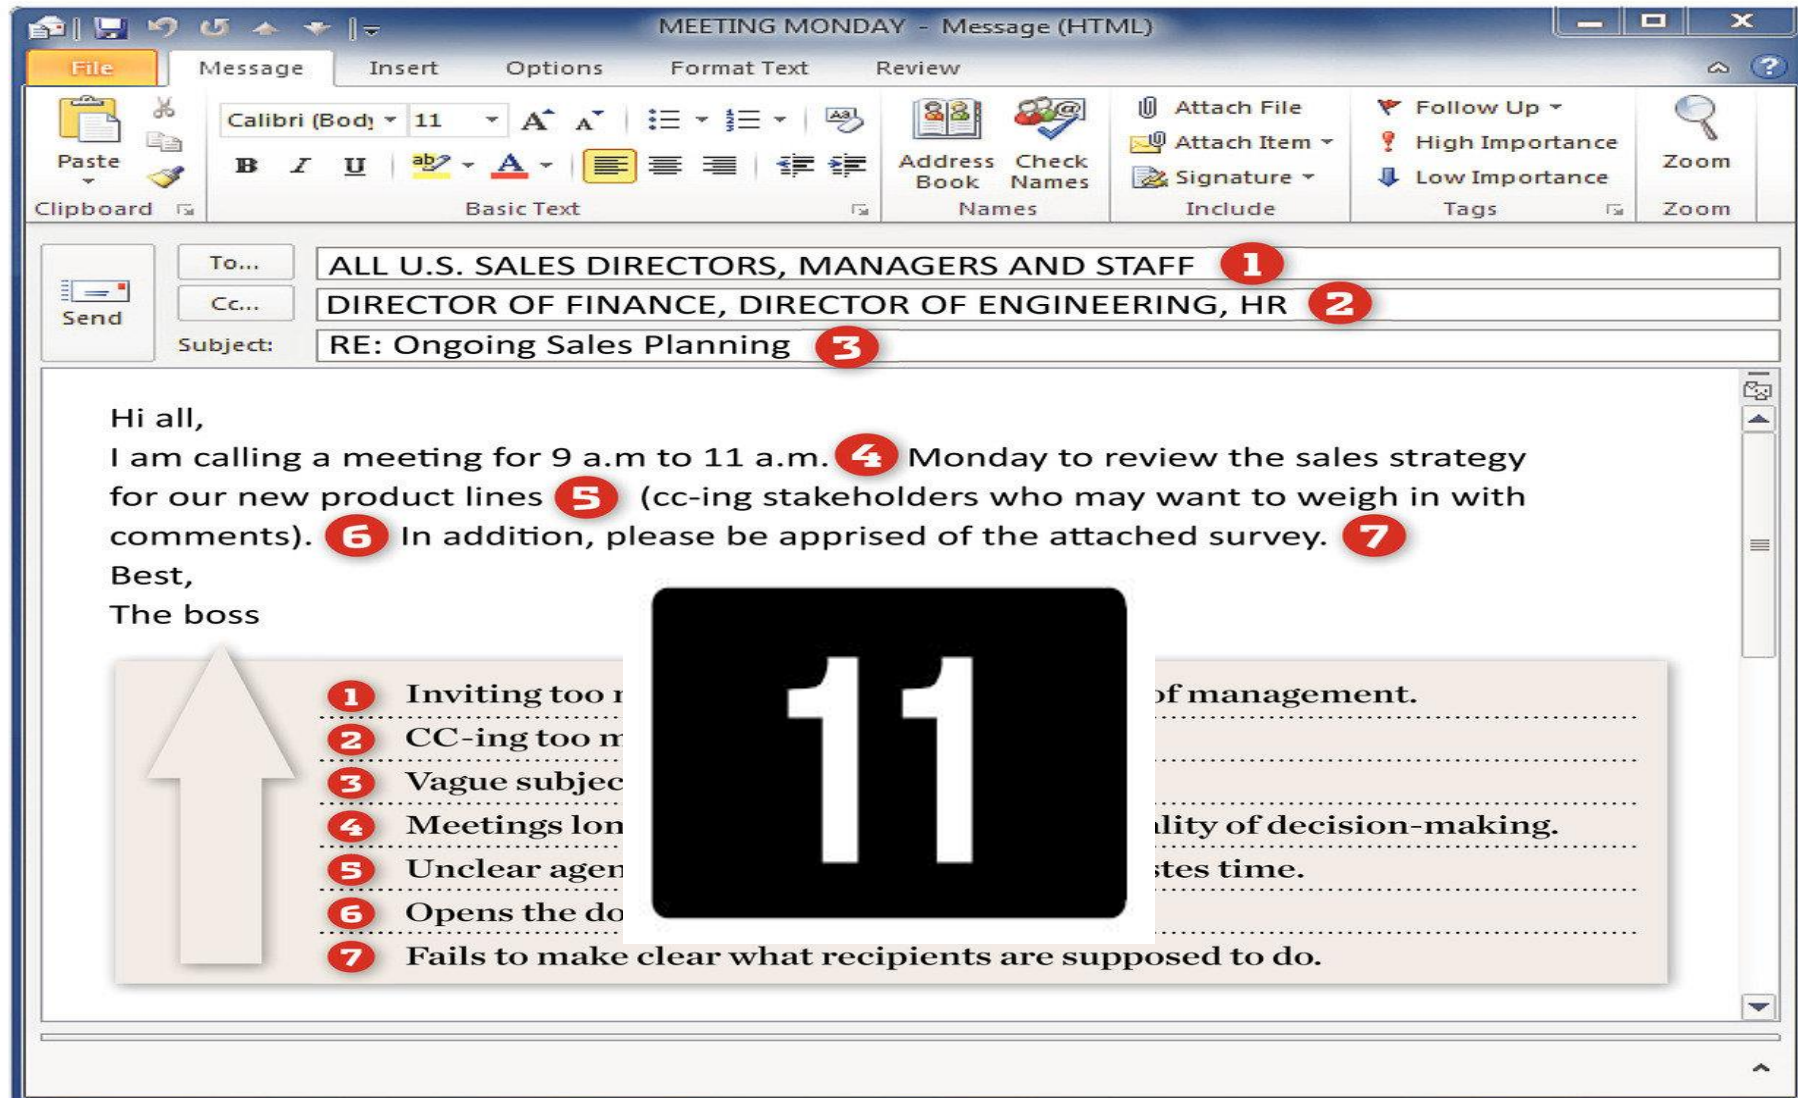 MEETING MONDAY - Message (HTML)
File Message Insert Options Format Text Review
Calibri (Body 11
Attach File
Follow Up
Attach Item
High Importance
Paste
B I U
Address Book
Check Names
Signature
Low Importance
Zoom
Clipboard
Basic Text
Names
Include
Tags
Zoom
Send
To... ALL U.S. SALES DIRECTORS, MANAGERS AND STAFF 1
Cc... DIRECTOR OF FINANCE, DIRECTOR OF ENGINEERING, HR 2
Subject: RE: Ongoing Sales Planning 3
Hi all,
I am calling a meeting for 9 a.m to 11 a.m. 4 Monday to review the sales strategy
for our new product lines 5 (cc-ing stakeholders who may want to weigh in with
comments). 6 In addition, please be apprised of the attached survey. 7
Best,
The boss
11
1 Inviting too of management.
2 CC-ing too
3 Vague
4 Meetings of decision-making.
5 Unclear time.
6 Opens the
7 Fails to make clear what recipients are supposed to do.